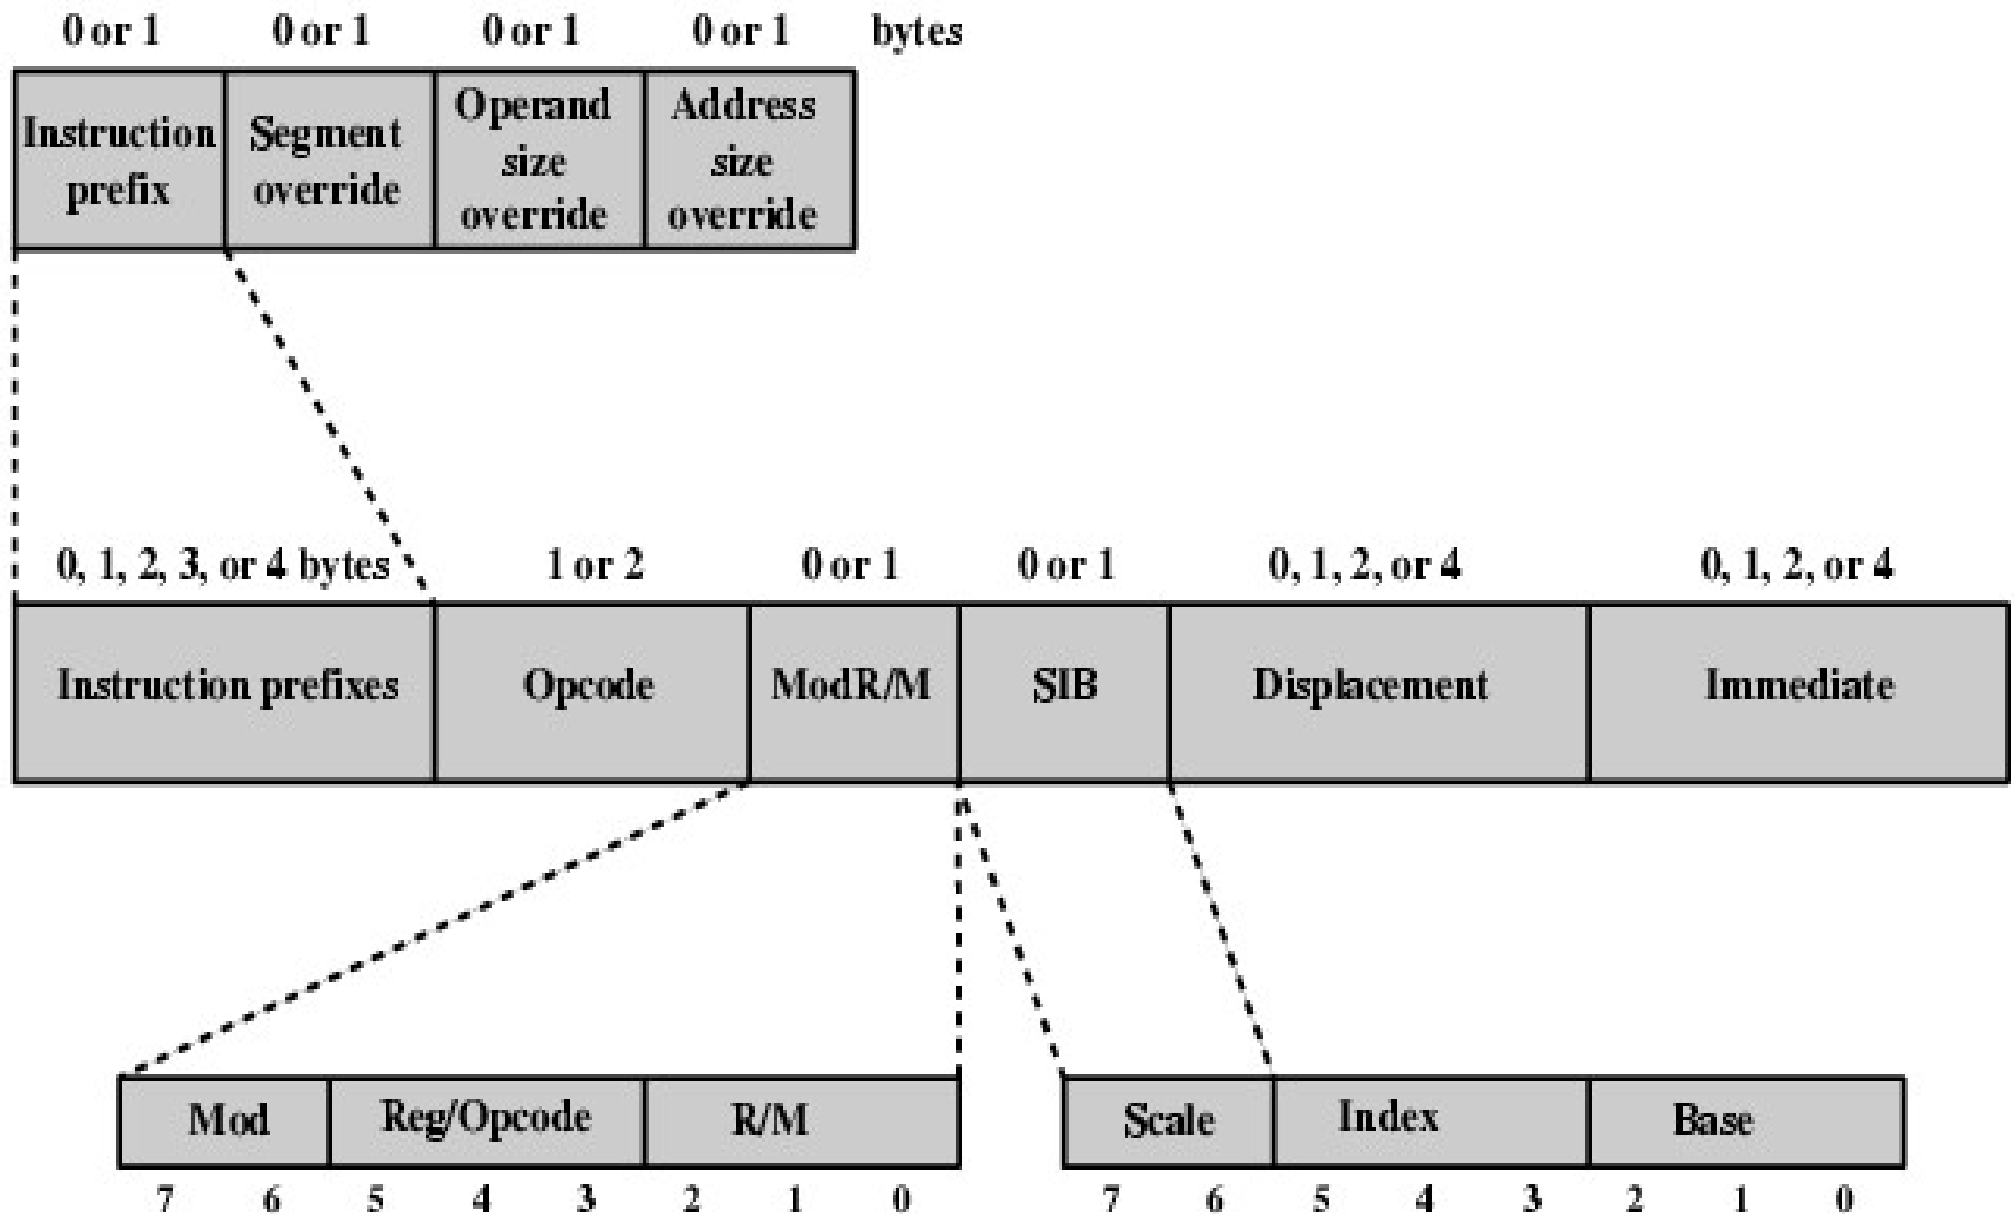 0 or 1 0 or 1 0 or 1 0 or 1 bytes
Instruction prefix
Segment override
Operand size override
Address size override
0, 1, 2, 3, or 4 bytes 1 or 2 0 or 1 0 or 1 0, 1, 2, or 4 0, 1, 2, or 4
Instruction prefixes Opcode ModR/M SIB Displacement Immediate
Mod Reg/Opcode R/M Scale Index Base
7 6 5 4 3 2 1 0 7 6 5 4 3 2 1 0